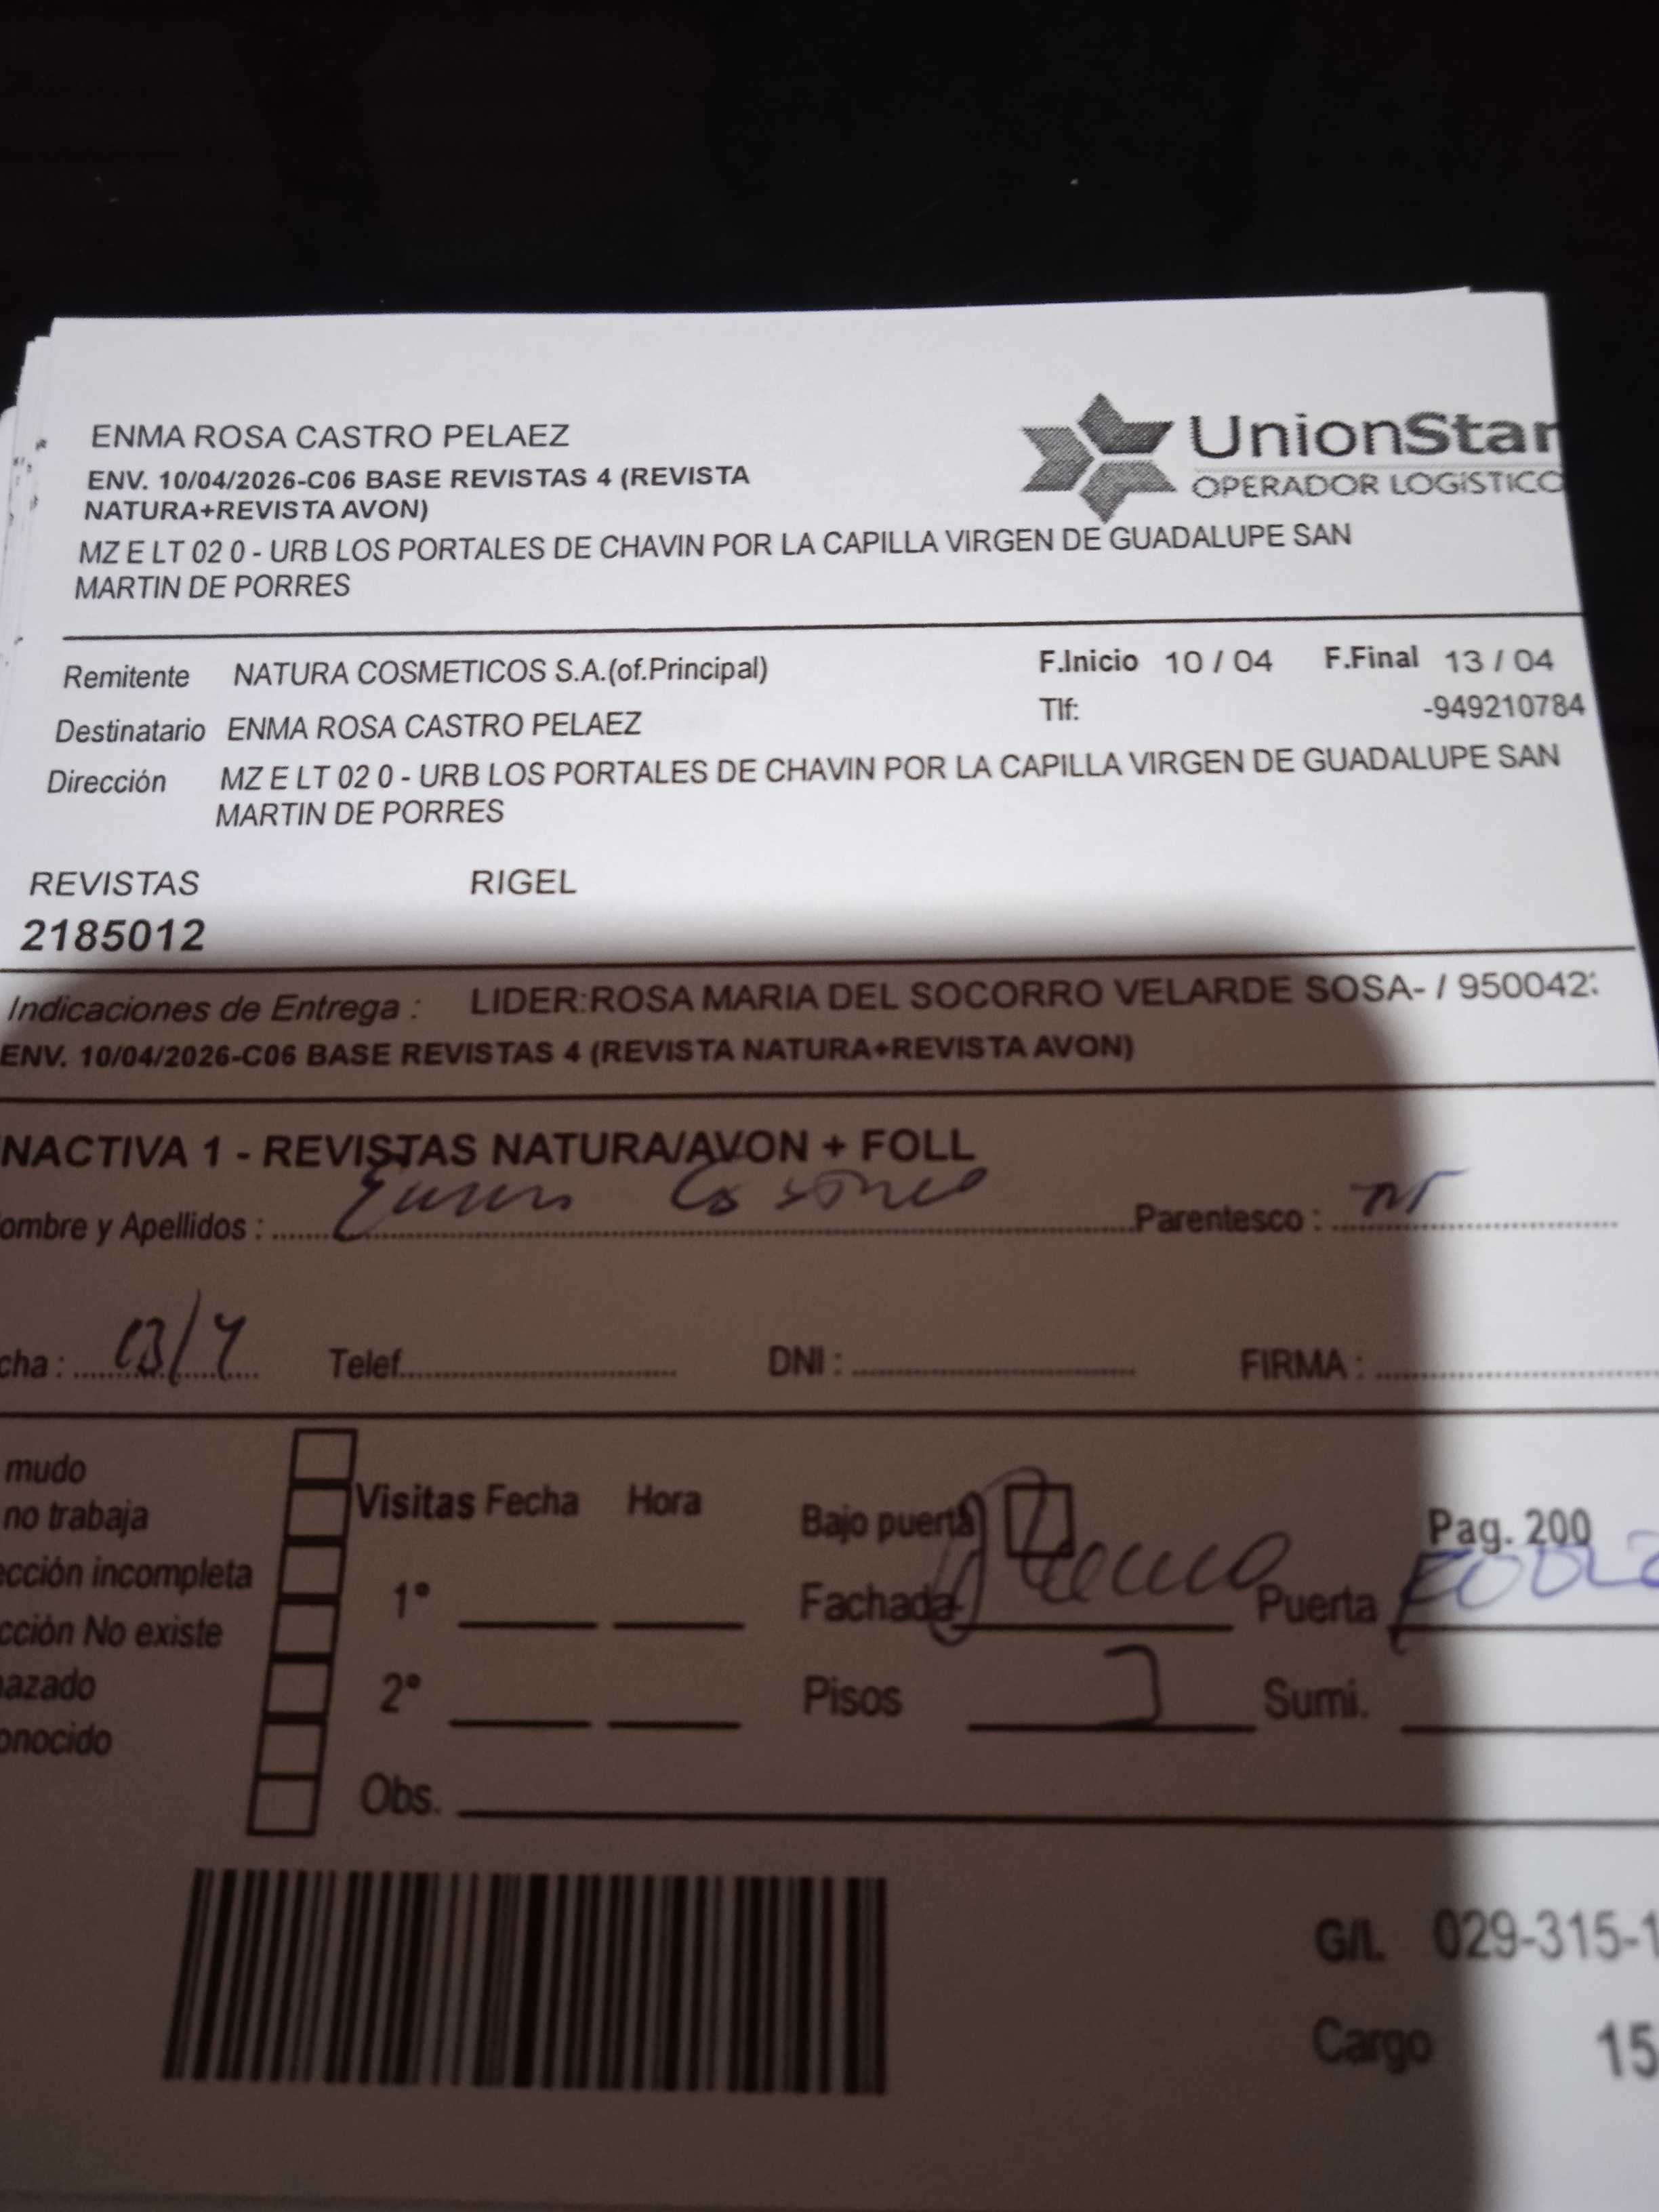 ENMA ROSA CASTRO PELAEZ
UnionStar
OPERADOR LOGÍSTICO
ENV. 10/04/2026-C06 BASE REVISTAS 4 (REVISTA
NATURA+REVISTA AVON)
MZ E LT 02 0 - URB LOS PORTALES DE CHAVIN POR LA CAPILLA VIRGEN DE GUADALUPE SAN
MARTIN DE PORRES
Remitente NATURA COSMETICOS S.A.(of.Principal) F.Inicio 10 / 04 F.Final 13 / 04
Destinatario ENMA ROSA CASTRO PELAEZ Tlf: -949210784
Dirección MZ E LT 02 0 - URB LOS PORTALES DE CHAVIN POR LA CAPILLA VIRGEN DE GUADALUPE SAN
MARTIN DE PORRES
REVISTAS RIGEL
2185012
Indicaciones de Entrega : LIDER:ROSA MARIA DEL SOCORRO VELARDE SOSA- / 950042
ENV. 10/04/2026-C06 BASE REVISTAS 4 (REVISTA NATURA+REVISTA AVON)
NACTIVA 1 - REVISTAS NATURA/AVON + FOLL
ombre y Apellidos : Parentesco :
cha : 13/4 Telef. DNI : FIRMA :
mudo
no trabaja
ección incompleta
cción No existe
azado
onocido
Visitas Fecha Hora
1°
2°
Obs.
Bajo puerta Pag. 200
Fachada Puerta
Pisos Sumi.
G/L 029-315-1
Cargo 15